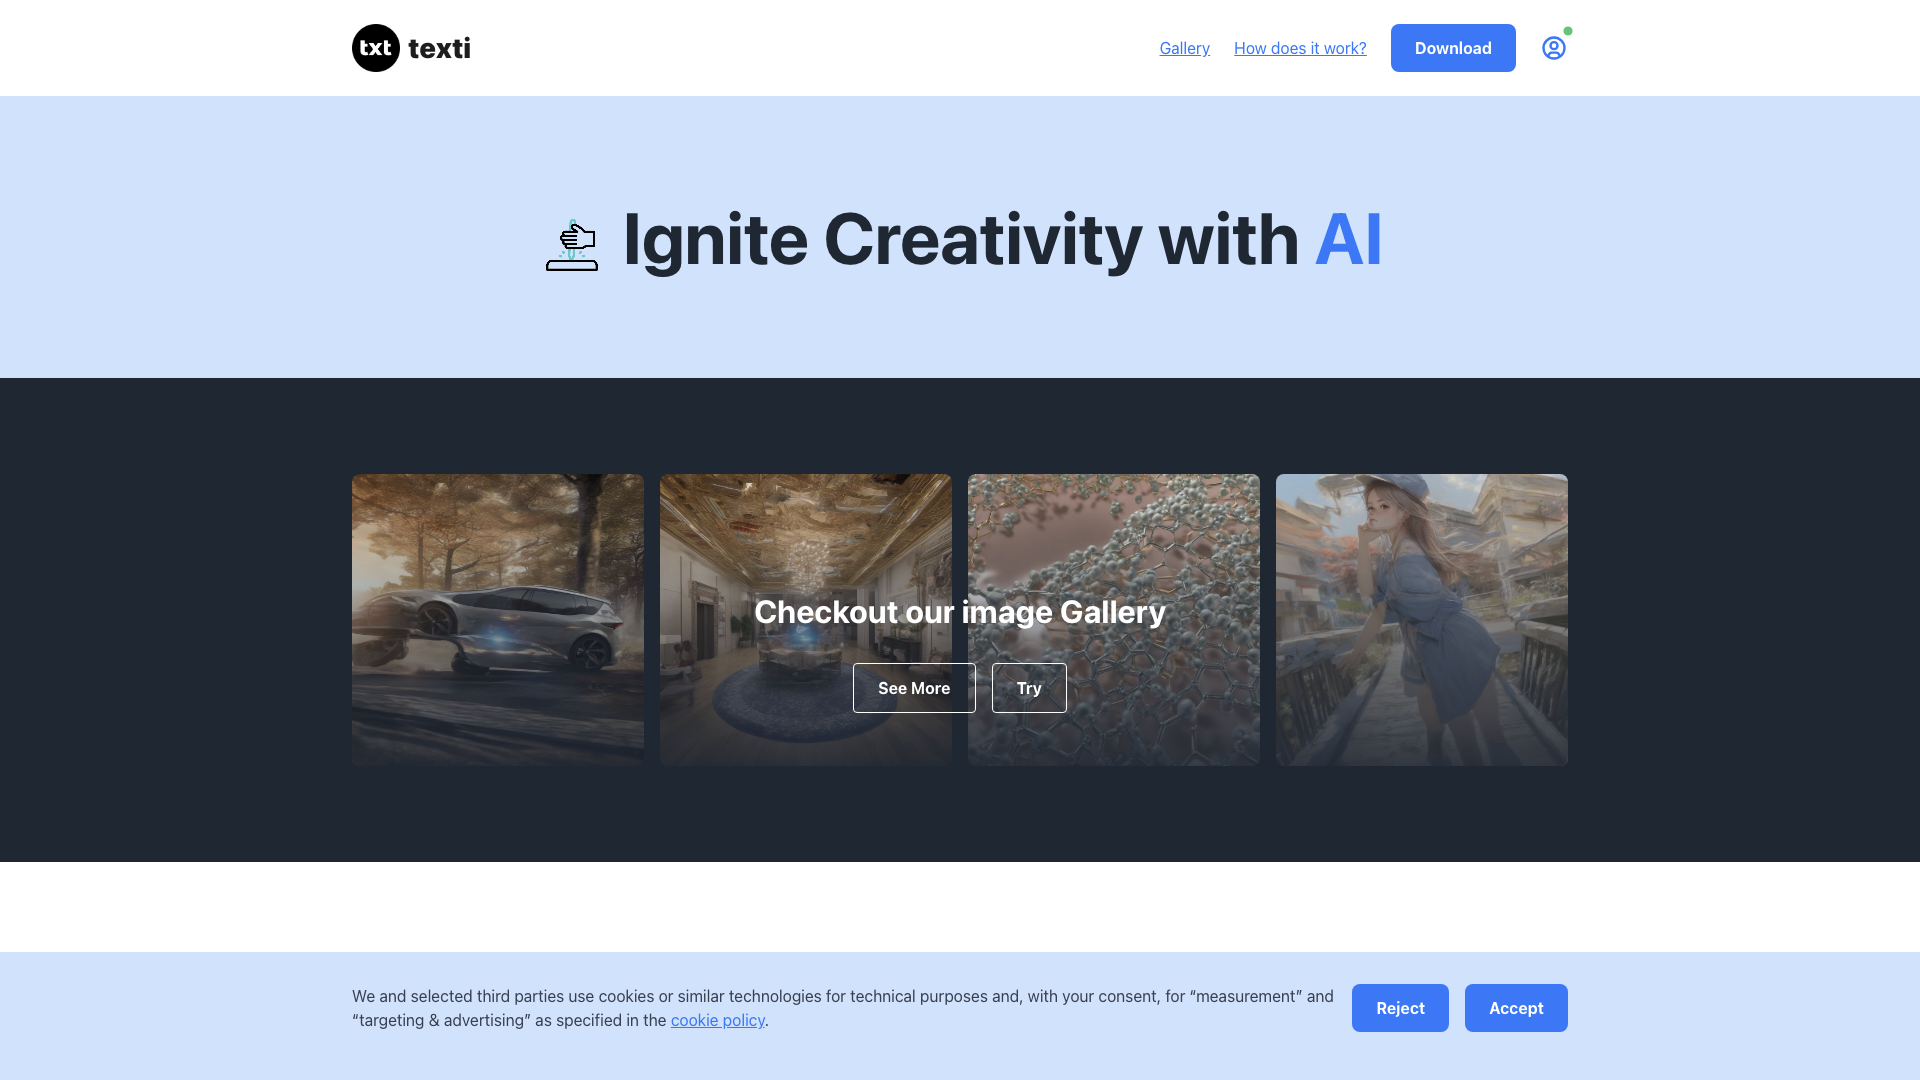 txt texti
Gallery
How does it work?
Download
Ignite Creativity with AI
Checkout our image Gallery
See More
Try
We and selected third parties use cookies or similar technologies for technical purposes and, with your consent, for “measurement” and
“targeting & advertising” as specified in the cookie policy.
Reject
Accept